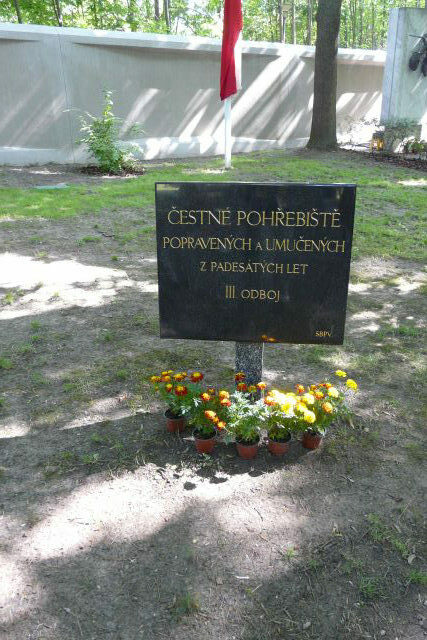 ČESTNÉ POHŘEBIŠTĚ
POPRAVENÝCH A UMUČENÝCH
Z PADESÁTÝCH LET
III ODBOJ
SBPV